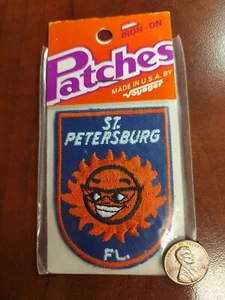 IRON-ON
Patches
MADE IN U.S.A. BY
Voyager
ST.
PETERSBURG
FL.